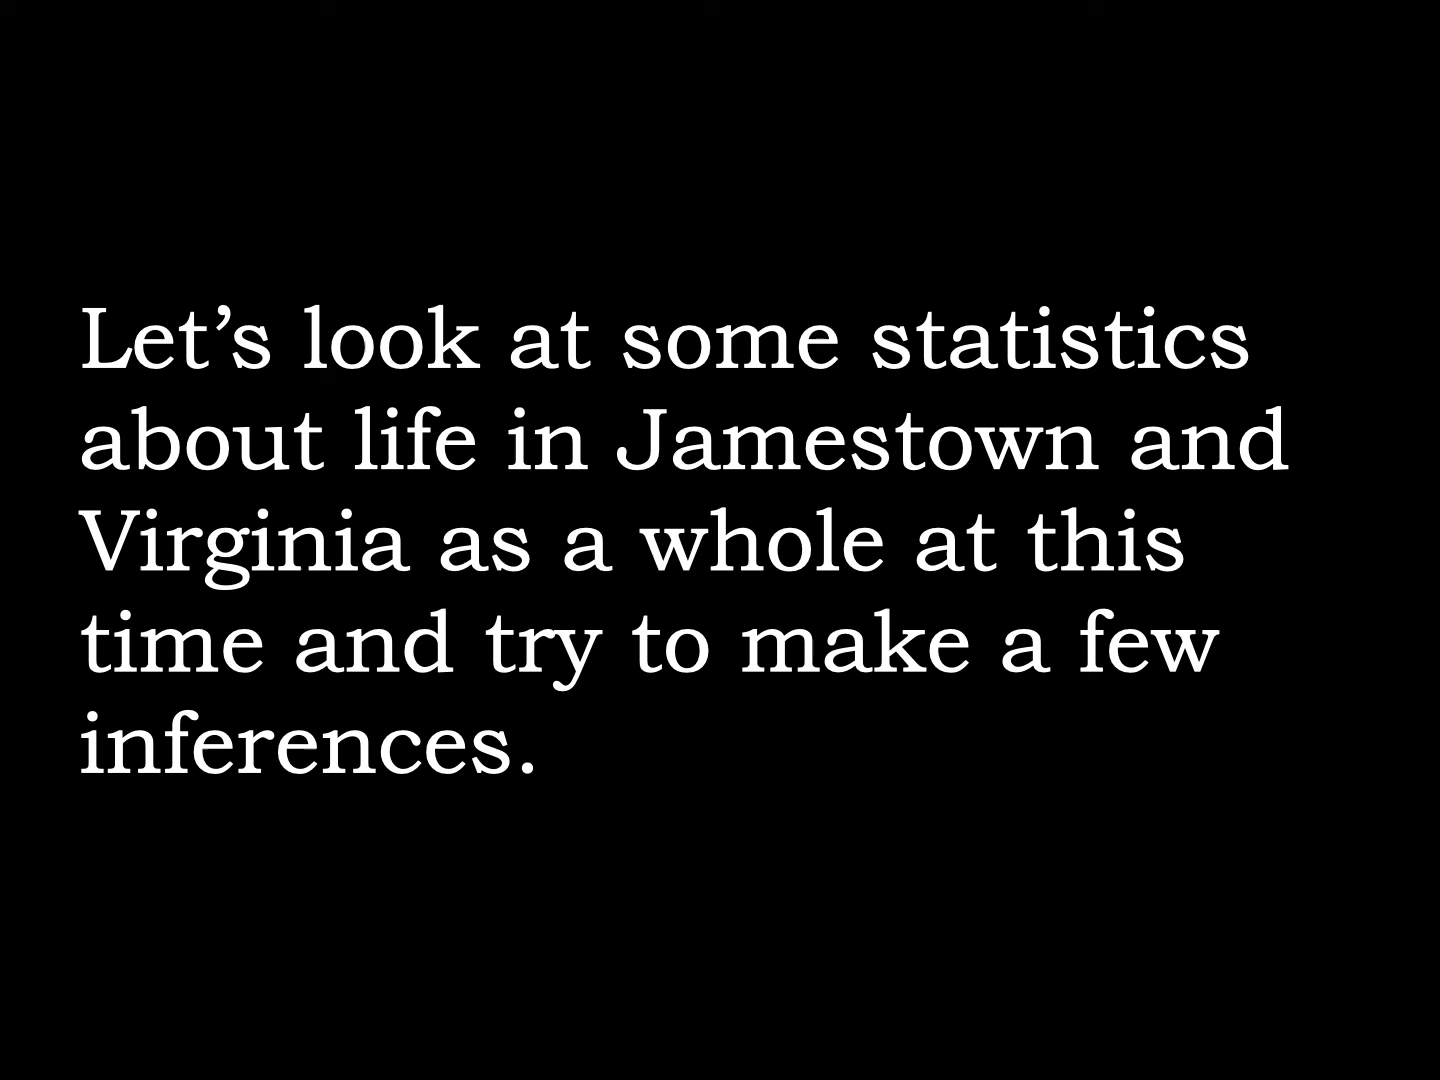 Let’s look at some statistics
about life in Jamestown and
Virginia as a whole at this
time and try to make a few
inferences.